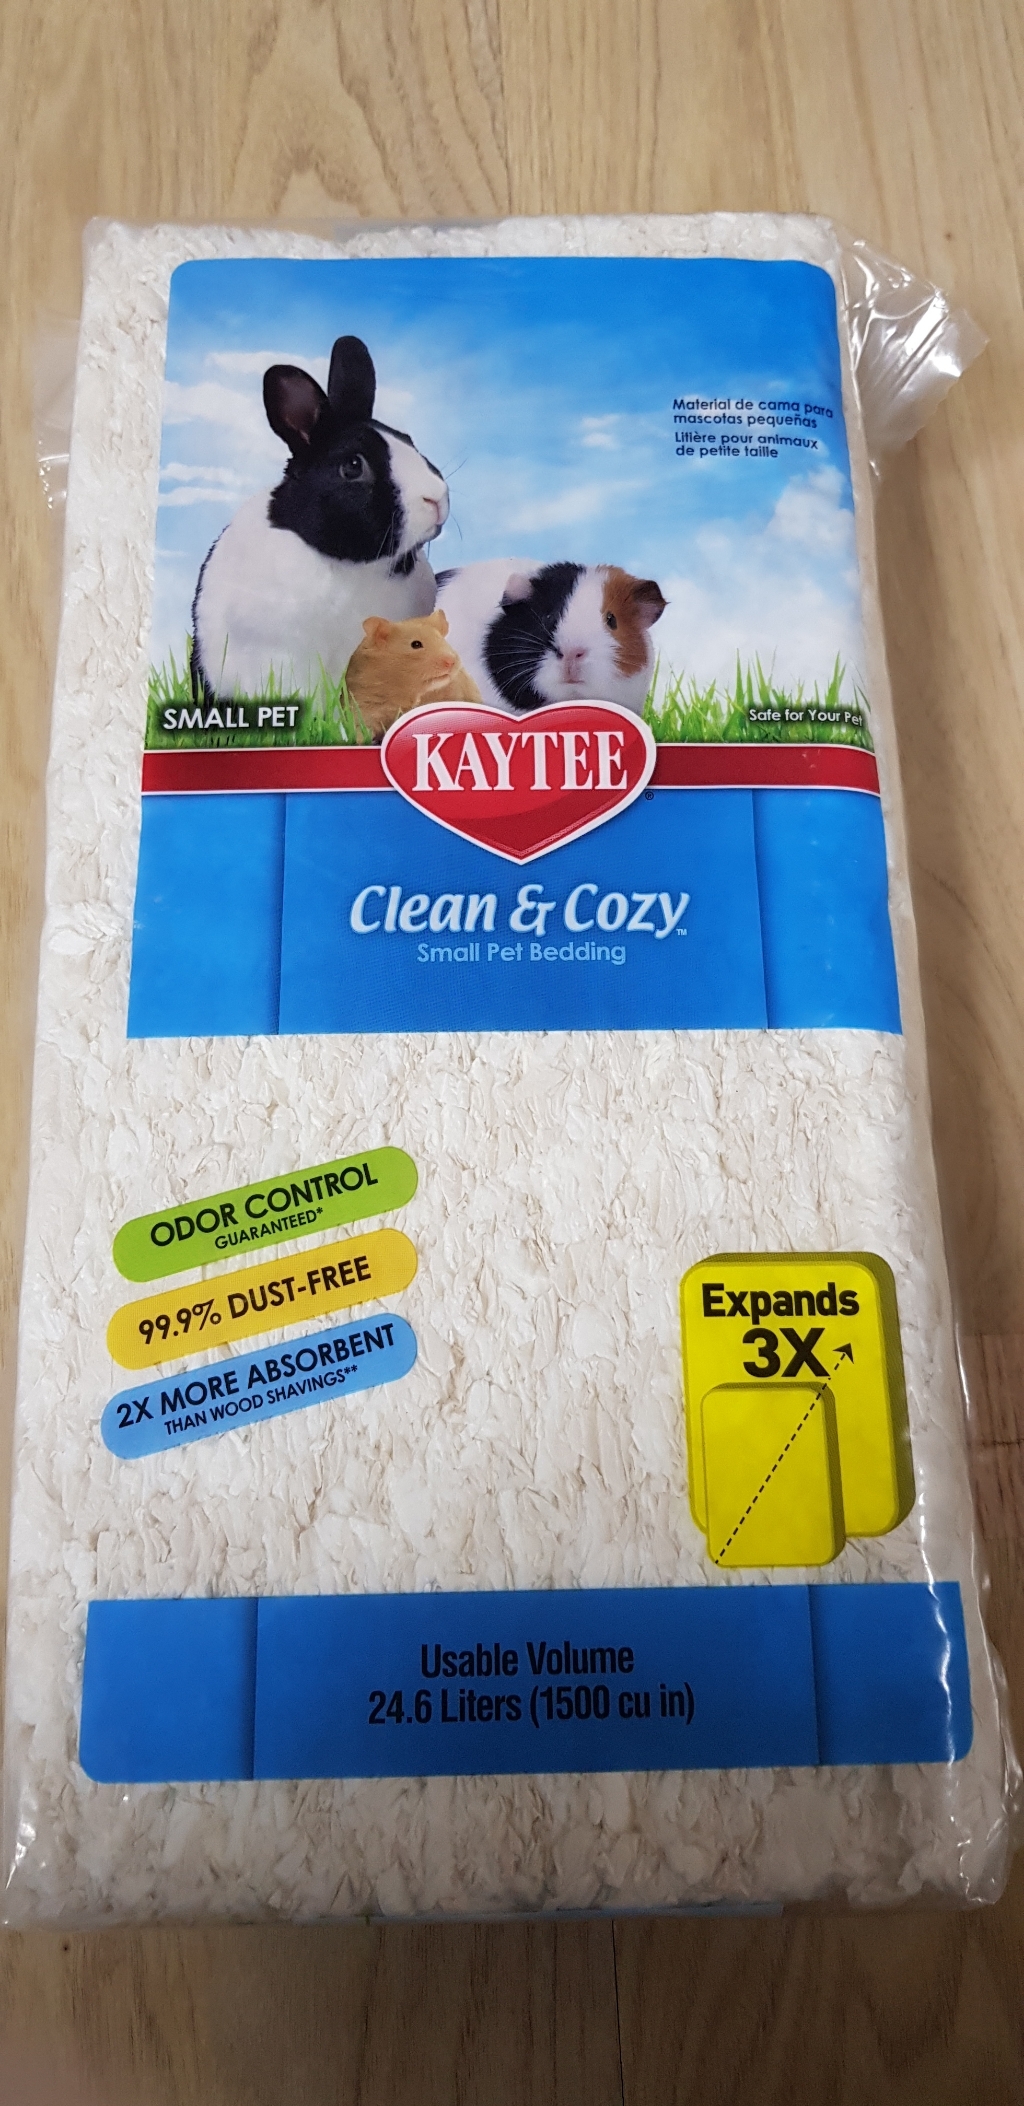 Material de cama para
mascotas pequeñas
Litière pour animaux
de petite taille
SMALL PET
Safe for Your Pet
KAYTEE®
Clean & Cozy™
Small Pet Bedding
ODOR CONTROL
GUARANTEED*
99.9% DUST-FREE
2X MORE ABSORBENT
THAN WOOD SHAVINGS**
Expands
3X
Usable Volume
24.6 Liters (1500 cu in)